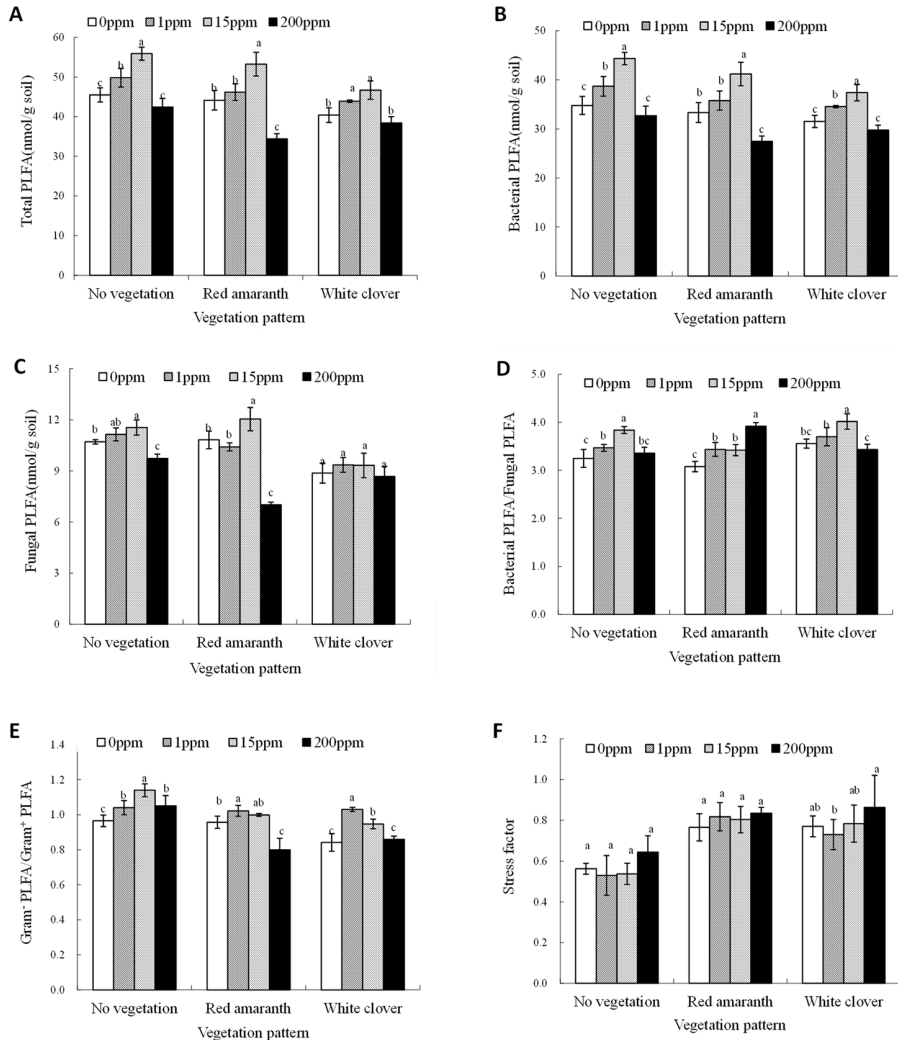 A
0ppm 1ppm 15ppm 200ppm
Total PLFA(nmol/g soil)
60
50
40
30
20
10
0
c b a c
b b a c
b a a b
No vegetation Red amaranth White clover
Vegetation pattern
B
0ppm 1ppm 15ppm 200ppm
Bacterial PLFA(nmol/g soil)
50
40
30
20
10
0
c b a c
b b a c
c b a c
No vegetation Red amaranth White clover
Vegetation pattern
C
0ppm 1ppm 15ppm 200ppm
Fungal PLFA(nmol/g soil)
15
12
9
6
3
0
b ab a c
b b a c
a a a a
No vegetation Red amaranth White clover
Vegetation pattern
D
0ppm 1ppm 15ppm 200ppm
Bacterial PLFA/Fungal PLFA
5.0
4.0
3.0
2.0
1.0
0.0
c b a bc
c b b a
bc b a c
No vegetation Red amaranth White clover
Vegetation pattern
E
0ppm 1ppm 15ppm 200ppm
Gram⁻ PLFA/Gram⁺ PLFA
1.4
1.2
1.0
0.8
0.6
0.4
0.2
0.0
c b a b
b a ab c
c a b c
No vegetation Red amaranth White clover
Vegetation pattern
F
0ppm 1ppm 15ppm 200ppm
Stress factor
1.2
1.0
0.8
0.6
0.4
0.2
0.0
a a a a
a a a a
ab b ab a
No vegetation Red amaranth White clover
Vegetation pattern